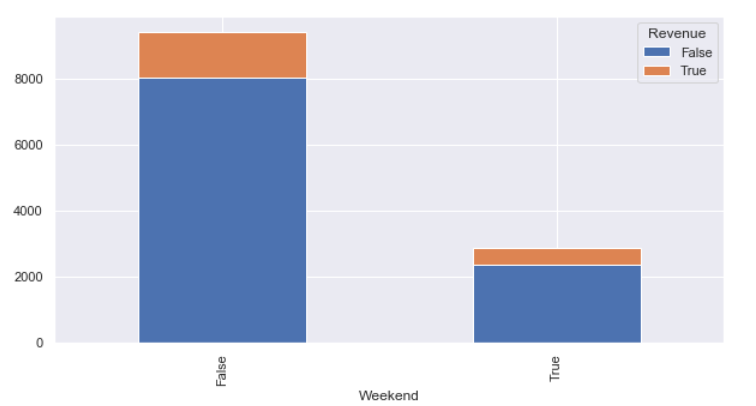 Revenue
False
True
8000
6000
4000
2000
0
False
True
Weekend